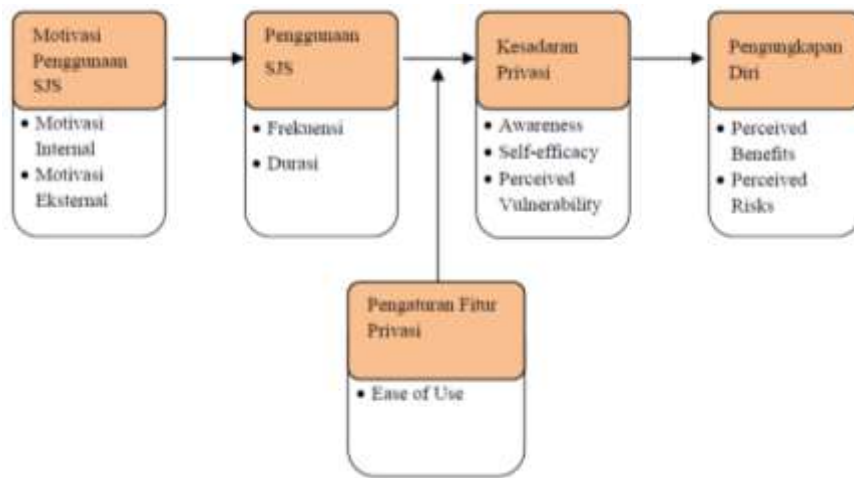 Motivasi
Penggunaan
SJS
• Motivasi
Internal
• Motivasi
Eksternal
Penggunaan
SJS
• Frekuensi
• Durasi
Kesadaran
Privasi
• Awareness
• Self-efficacy
• Perceived
Vulnerability
Pengungkapan
Diri
• Perceived
Benefits
• Perceived
Risks
Pengaturan Fitur
Privasi
• Ease of Use